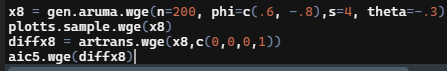 x8 = gen.aruma.wge(n=200, phi=c(.6, -.8),s=4, theta=-.3)
plotts.sample.wge(x8)
diffx8 = artrans.wge(x8,c(0,0,0,1))
aic5.wge(diffx8)